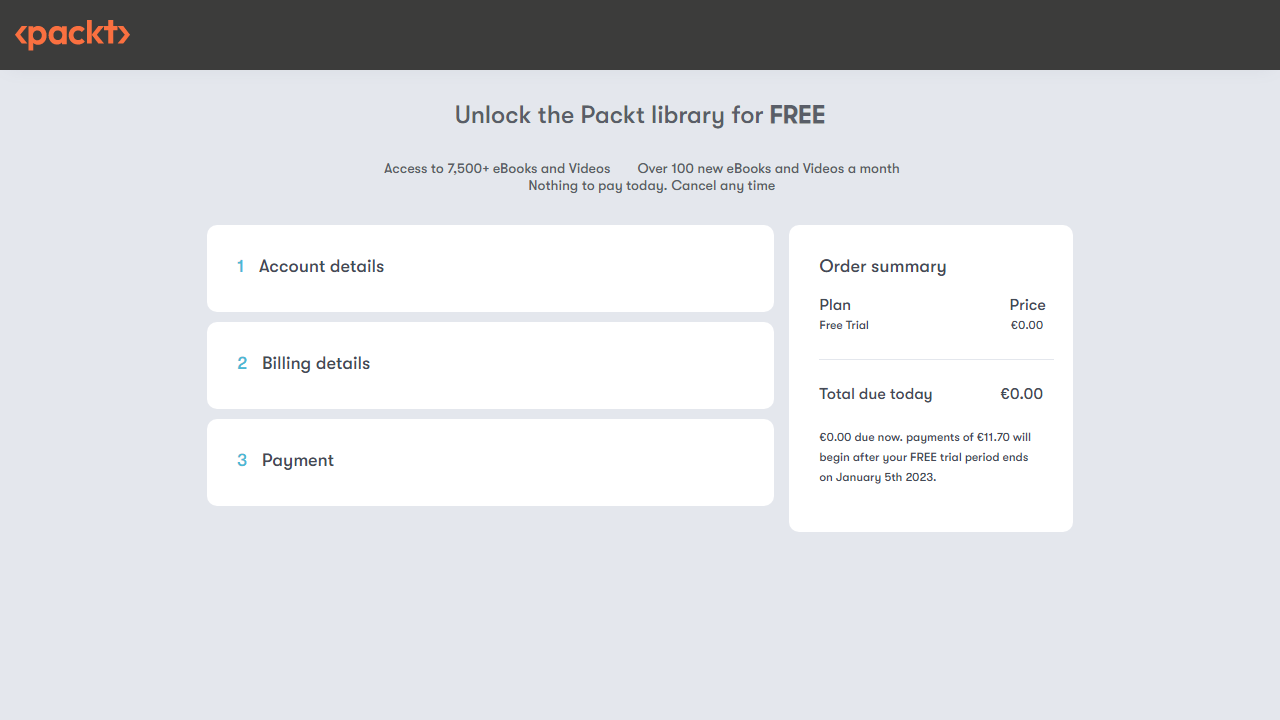 <packt>
Unlock the Packt library for FREE
Access to 7,500+ eBooks and Videos
Over 100 new eBooks and Videos a month
Nothing to pay today. Cancel any time
1 Account details
2 Billing details
3 Payment
Order summary
Plan Price
Free Trial €0.00
Total due today €0.00
€0.00 due now. payments of €11.70 will
begin after your FREE trial period ends
on January 5th 2023.